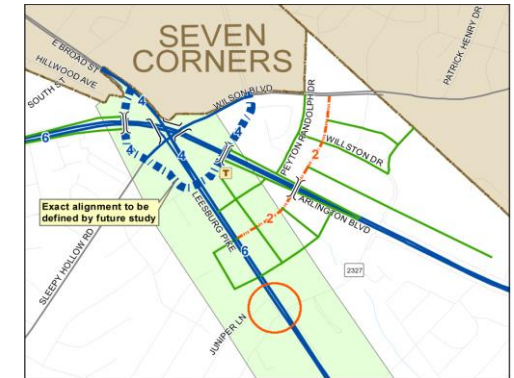 SEVEN
CORNERS
E BROAD ST
HILLWOOD AVE
SOUTH ST
PATRICK HENRY DR
WILSON BLVD
PEYTON RANDOLPH DR
WILLSTON DR
4
4
4
6
2
T
ARLINGTON BLVD
2
LEESBURG PIKE
6
Exact alignment to be
defined by future study
SLEEPY HOLLOW RD
2327
JUNIPER LN